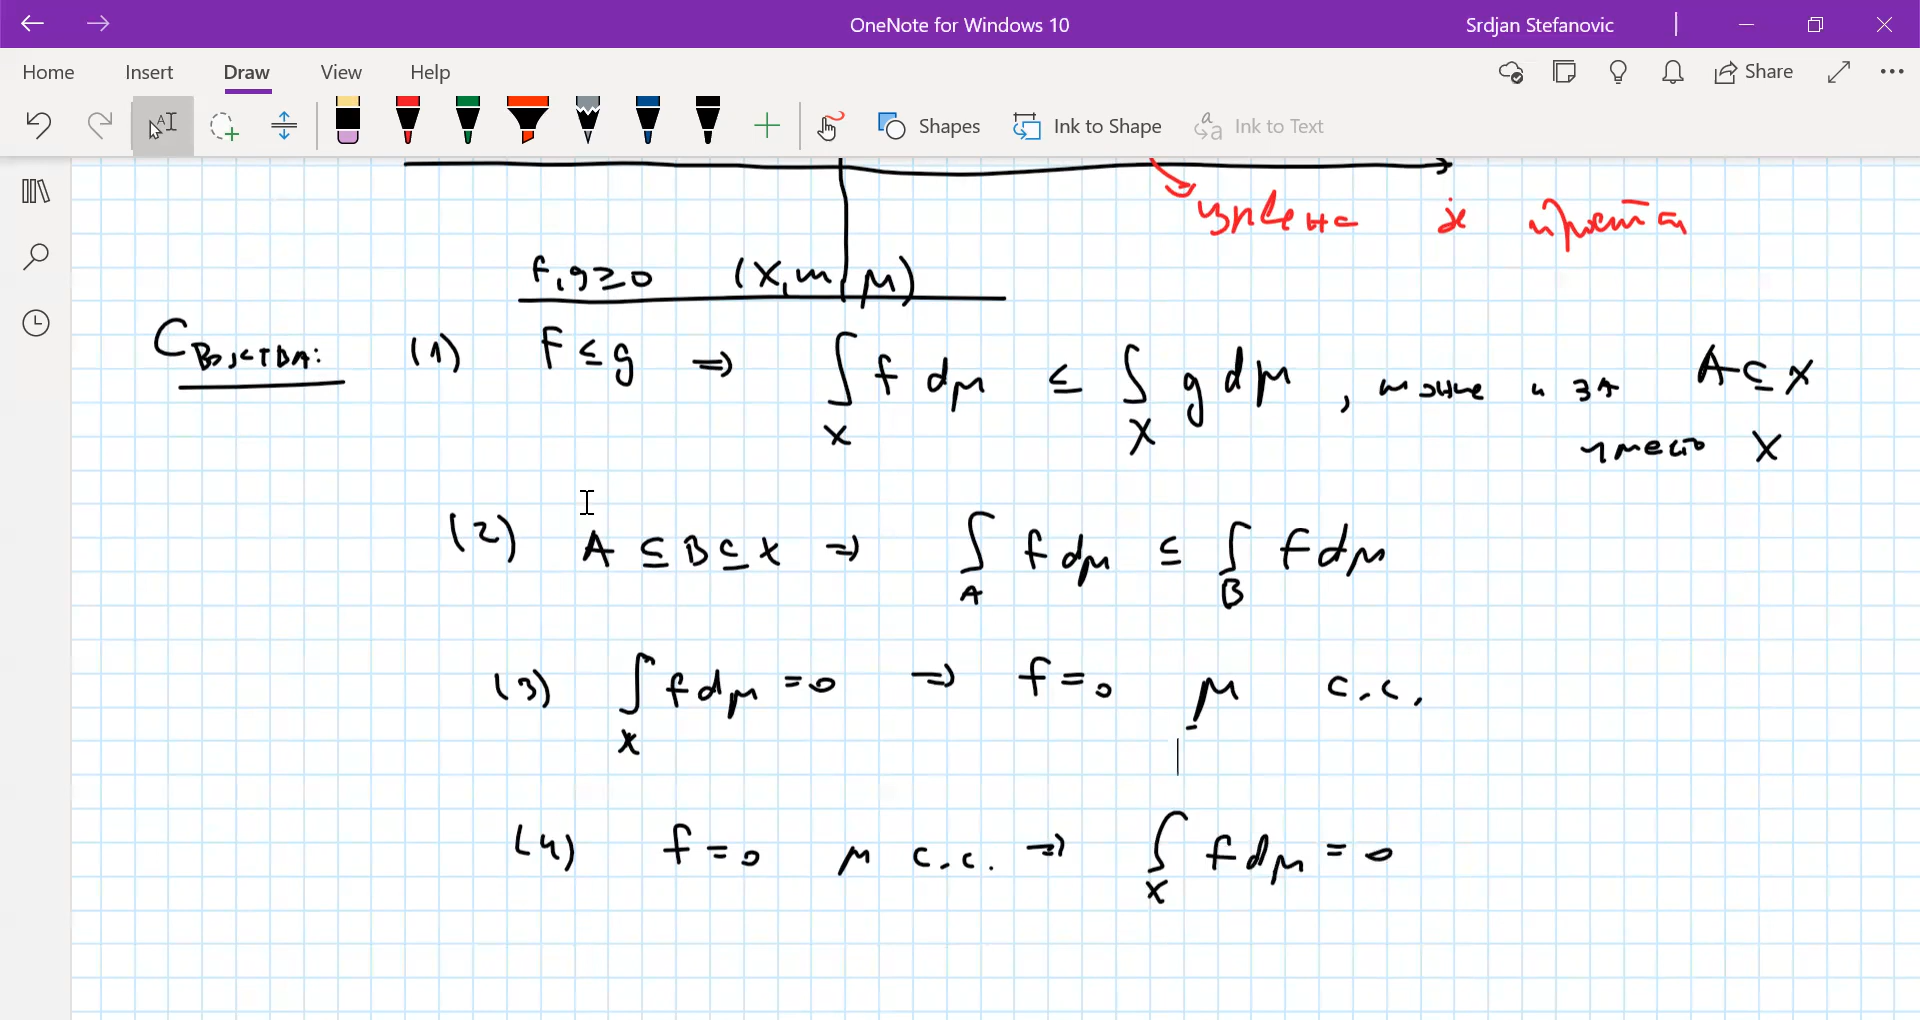 OneNote for Windows 10 Srdjan Stefanovic
Home Insert Draw View Help Share
Shapes Ink to Shape Ink to Text
црвена је проста
f, g ≥ 0 (X, m, μ)
Својства: (1) f ≤ g ⇒ ∫_X f dμ ≤ ∫_X g dμ, може и за A ⊆ X
уместо X
(2) A ⊆ B ⊆ X ⇒ ∫_A f dμ ≤ ∫_B f dμ
(3) ∫_X f dμ = 0 ⇒ f = 0 μ с.с.
(4) f = 0 μ с.с. ⇒ ∫_X f dμ = 0